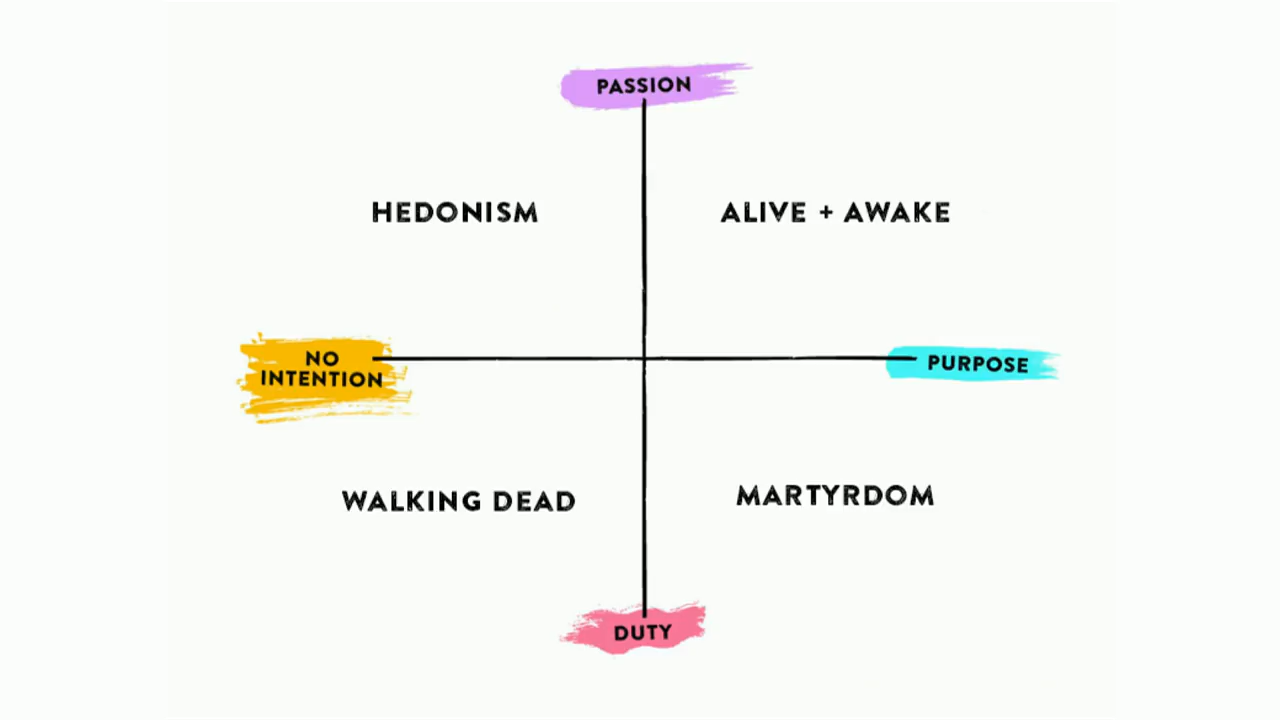 PASSION
HEDONISM
ALIVE + AWAKE
NO
INTENTION
PURPOSE
WALKING DEAD
MARTYRDOM
DUTY